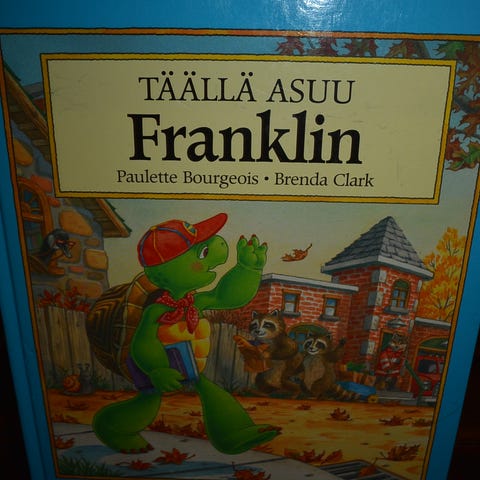 TÄÄLLÄ ASUU
Franklin
Paulette Bourgeois • Brenda Clark